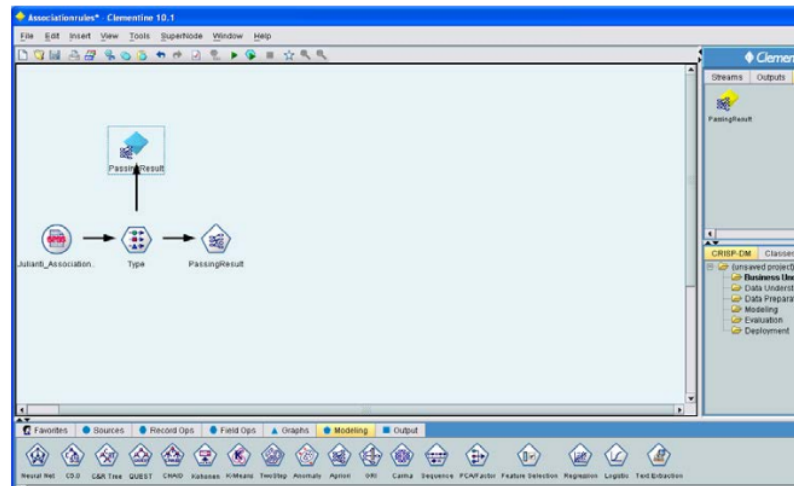 Associationrules* - Clementine 10.1
File Edit Insert View Tools SuperNode Window Help
Clemen
Streams Outputs
PassingResult
PassingResult
Julianti_Association... Type PassingResult
CRISP-DM Classes
(unsaved project)
Business Un
Data Underst
Data Prepara
Modeling
Evaluation
Deployment
Favorites Sources Record Ops Field Ops Graphs Modeling Output
Neural Net C5.0 C&R Tree QUEST CHAID Kohonen K-Means TwoStep Anomaly Apriori GRI Carma Sequence PCA/Factor Feature Selection Regression Logistic Text Extraction